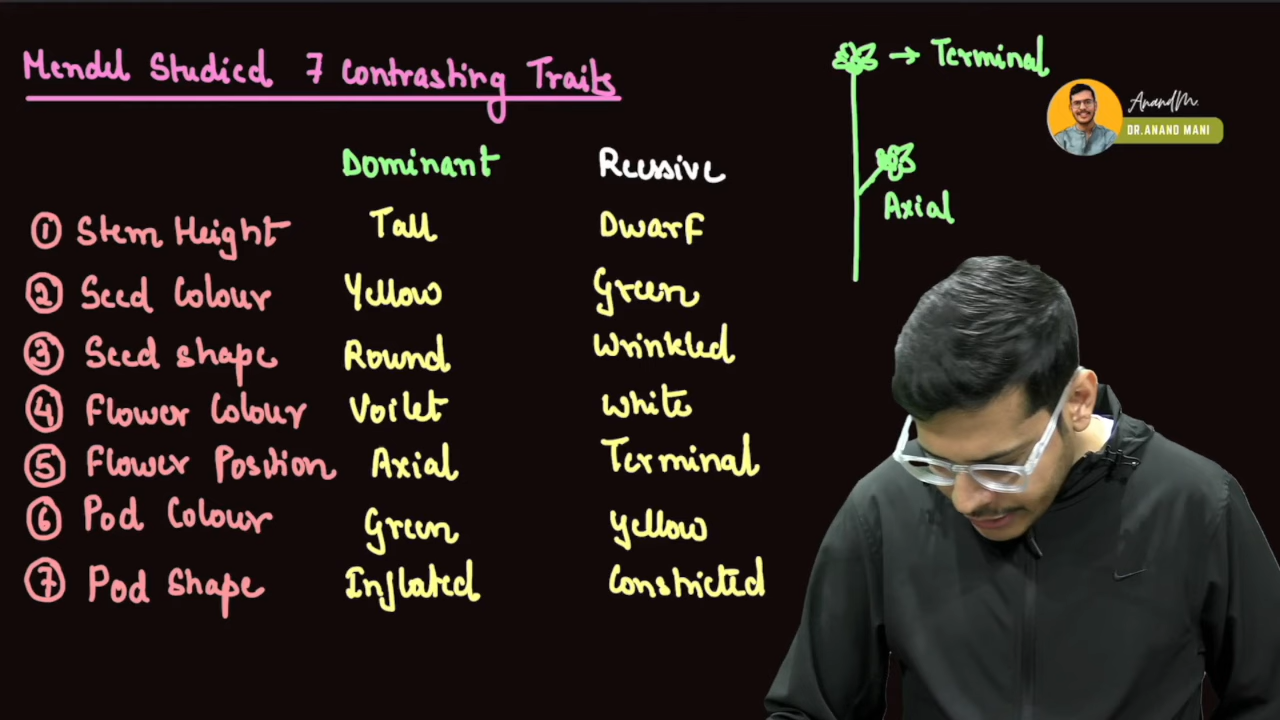 Mendel Studied 7 Contrasting Traits
→ Terminal
AnandM.
DR.ANAND MANI
Axial
Dominant Recessive
① Stem Height Tall Dwarf
② Seed Colour Yellow Green
③ Seed shape Round Wrinkled
④ Flower Colour Voilet White
⑤ Flower Position Axial Terminal
⑥ Pod Colour Green Yellow
⑦ Pod Shape Inflated Constricted